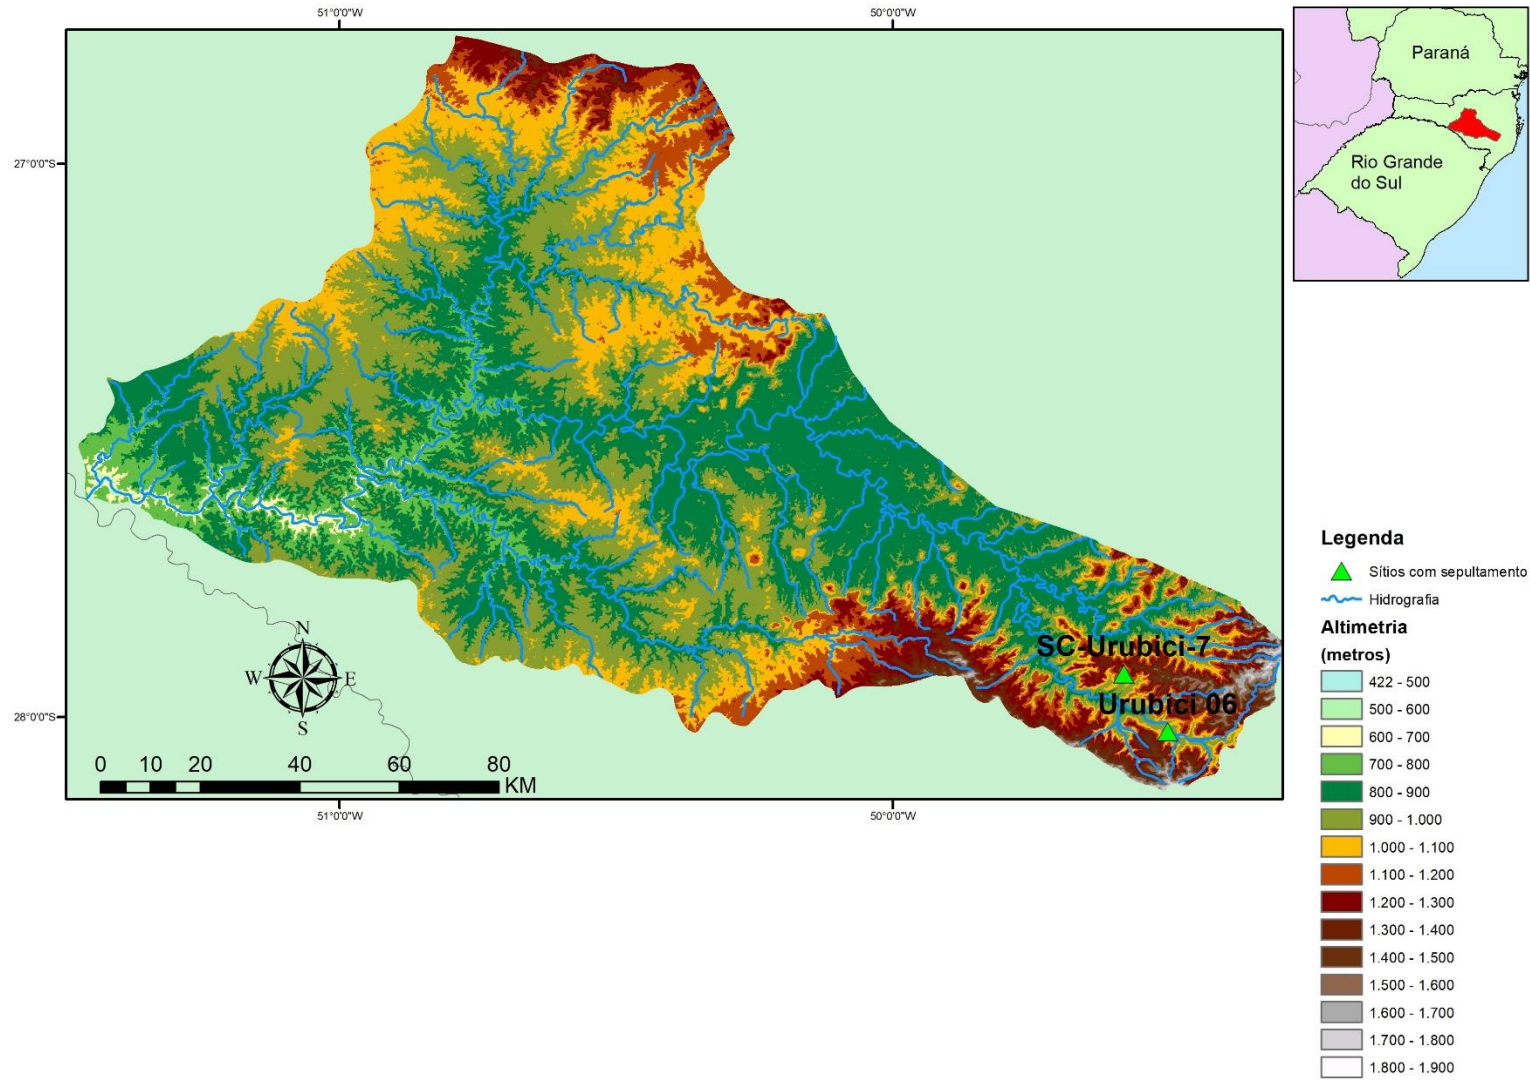 51°0'0"W
50°0'0"W
27°0'0"S
28°0'0"S
SC-Urubici-7
Urubici 06
N
W
E
S
0 10 20 40 60 80
KM
51°0'0"W
50°0'0"W
Paraná
Rio Grande
do Sul
Legenda
Sítios com sepultamento
Hidrografia
Altimetria
(metros)
422 - 500
500 - 600
600 - 700
700 - 800
800 - 900
900 - 1.000
1.000 - 1.100
1.100 - 1.200
1.200 - 1.300
1.300 - 1.400
1.400 - 1.500
1.500 - 1.600
1.600 - 1.700
1.700 - 1.800
1.800 - 1.900